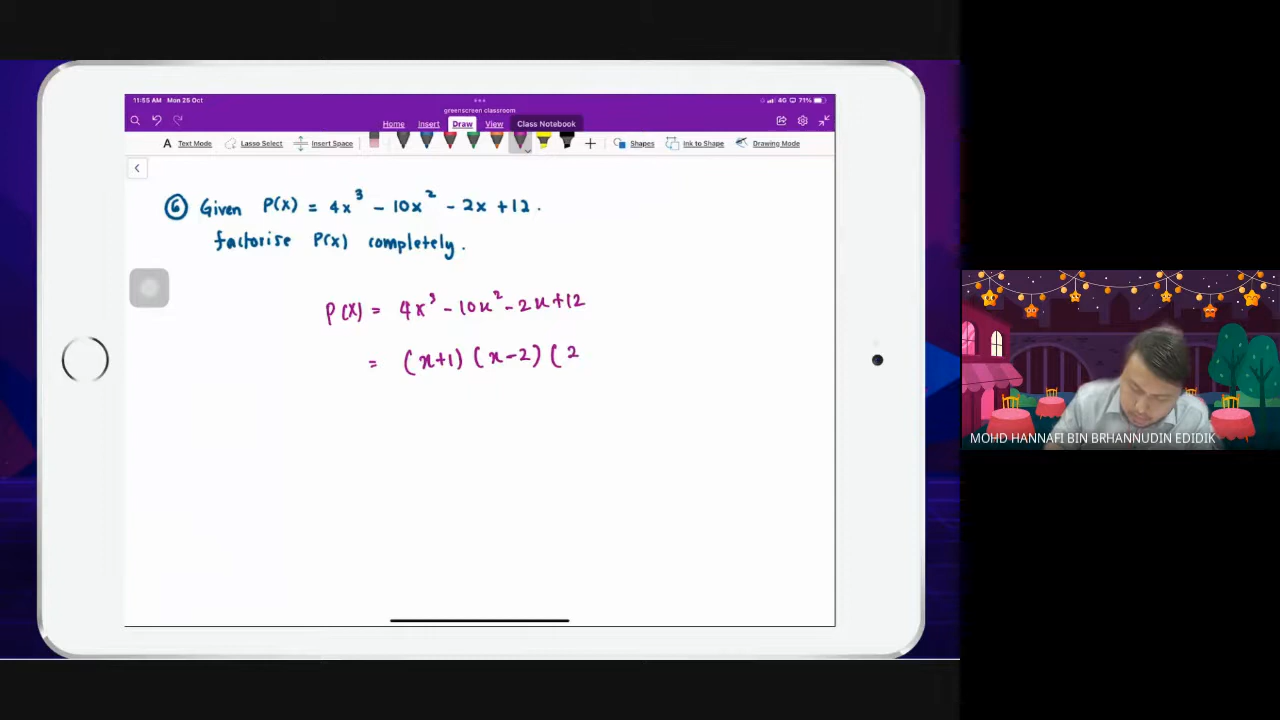 11:55 AM Mon 25 Oct
4G 71%
greenscreen classroom
Home Insert Draw View Class Notebook
A Text Mode Lasso Select Insert Space Shapes Ink to Shape Drawing Mode
⑥ Given P(x) = 4x³ - 10x² - 2x + 12.
factorise P(x) completely.
P(x) = 4x³ - 10x² - 2x + 12
= (x+1) (x-2) ( 2
MOHD HANNAFI BIN BRHANNUDIN EDIDIK